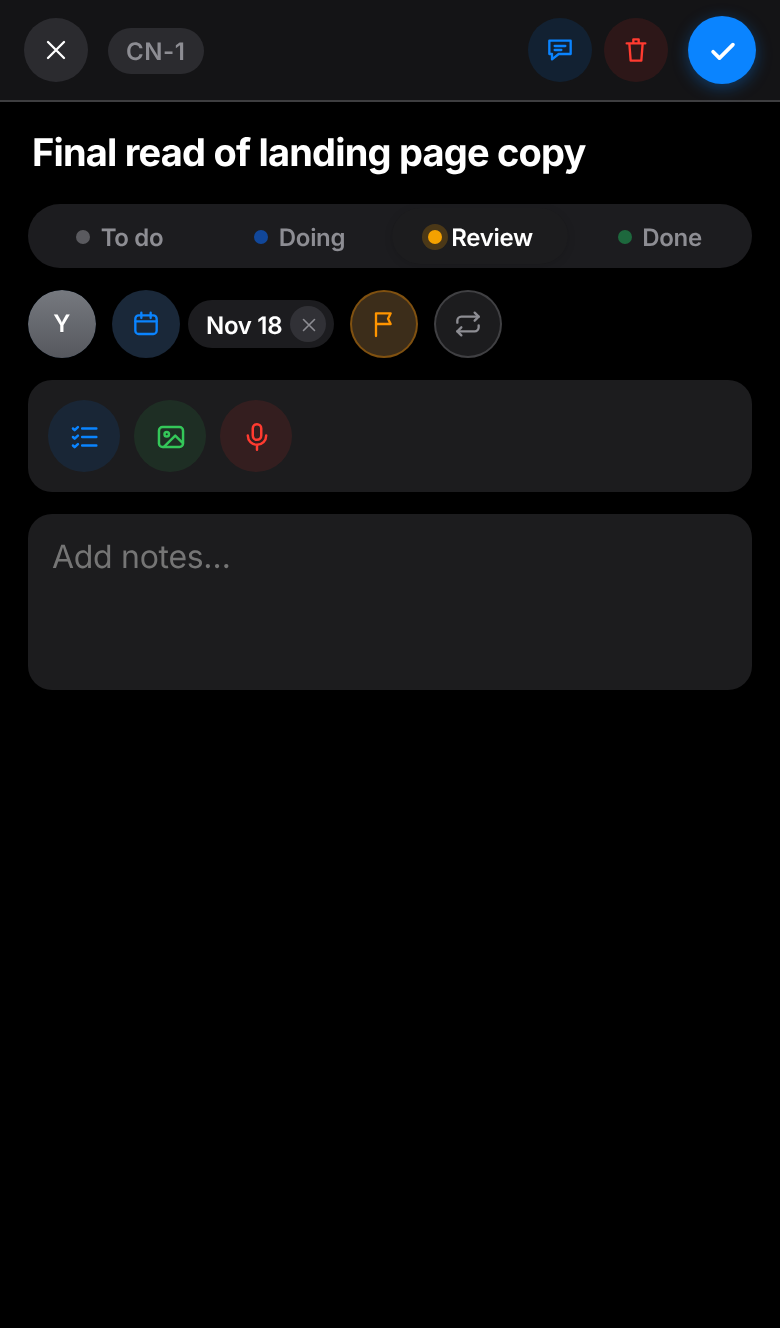 CN-1
Final read of landing page copy
To do Doing Review Done
Y Nov 18
Add notes...